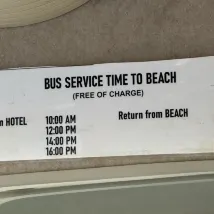 BUS SERVICE TIME TO BEACH
(FREE OF CHARGE)
HOTEL 10:00 AM Return from BEACH
12:00 PM
14:00 PM
16:00 PM